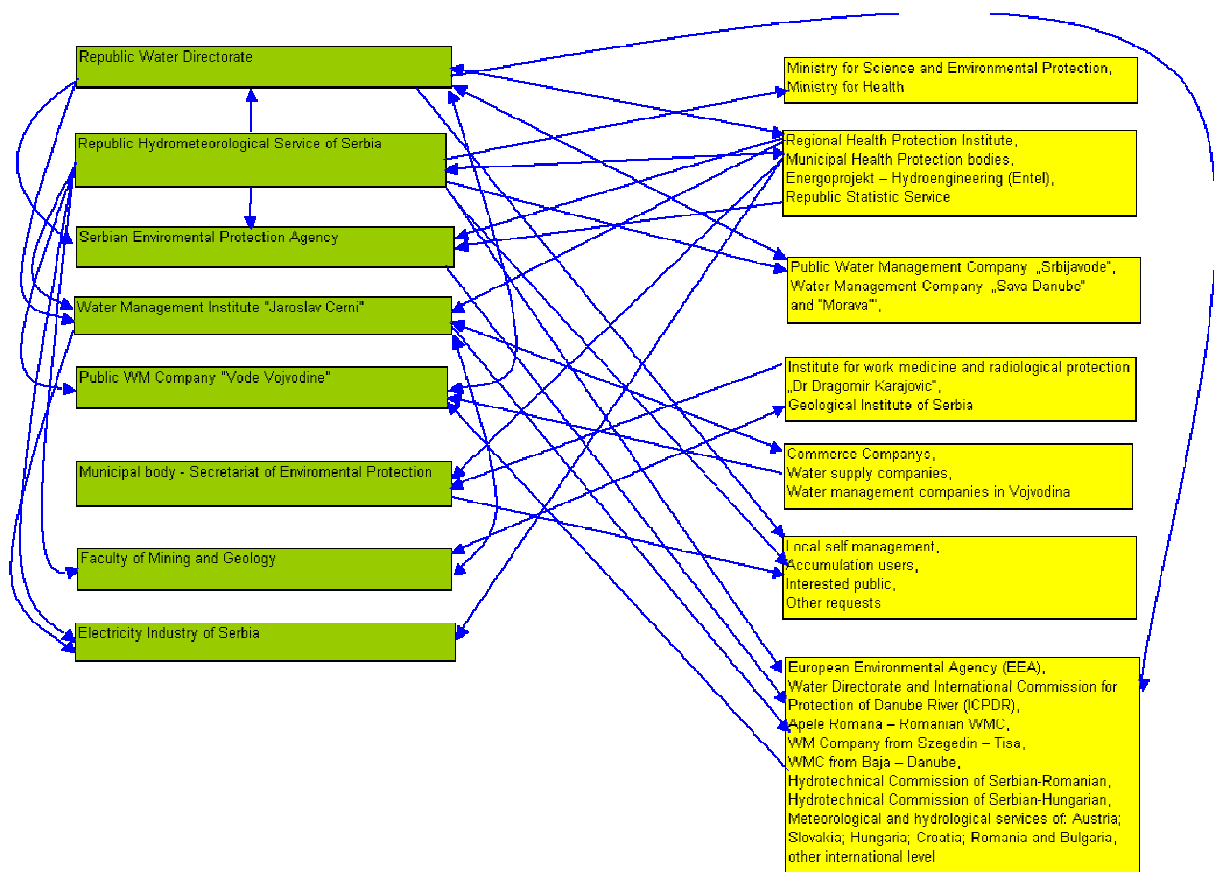 Republic Water Directorate
Republic Hydrometeorological Service of Serbia
Serbian Enviromental Protection Agency
Water Management Institute "Jaroslav Cerni"
Public WM Company "Vode Vojvodine"
Municipal body - Secretariat of Enviromental Protection
Faculty of Mining and Geology
Electricity Industry of Serbia
Ministry for Science and Environmental Protection,
Ministry for Health
Regional Health Protection Institute,
Municipal Health Protection bodies,
Energoprojekt – Hydroengineering (Entel),
Republic Statistic Service
Public Water Management Company „Srbijavode",
Water Management Company „Sava Danube"
and "Morava"',
Institute for work medicine and radiological protection
„Dr Dragomir Karajovic",
Geological Institute of Serbia
Commerce Companys,
Water supply companies,
Water management companies in Vojvodina
Local self management,
Accumulation users,
Interested public,
Other requests
European Environmental Agency (EEA),
Water Directorate and International Commission for
Protection of Danube River (ICPDR),
Apele Romana – Romanian WMC,
WM Company from Szegedin – Tisa,
WMC from Baja – Danube,
Hydrotechnical Commission of Serbian-Romanian,
Hydrotechnical Commission of Serbian-Hungarian,
Meteorological and hydrological services of: Austria;
Slovakia; Hungaria; Croatia; Romania and Bulgaria,
other international level